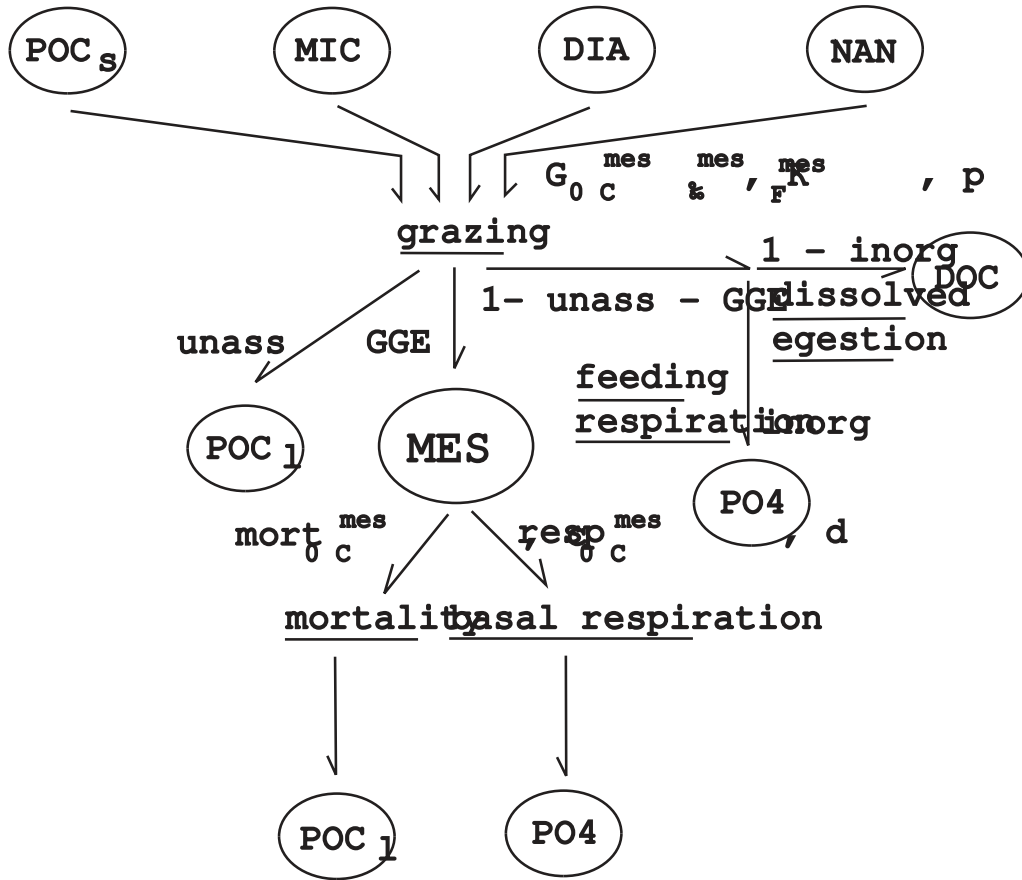 POC s
MIC
DIA
NAN
G 0 C mes ‰ mes , F K mes , p
grazing
1 - inorg
DOC
1- unass - GGE
dissolved
egestion
unass
GGE
feeding
respiration
inorg
POC l
MES
PO4
mort 0 C mes
resp 0 C mes , d
mortality
basal respiration
POC l
PO4